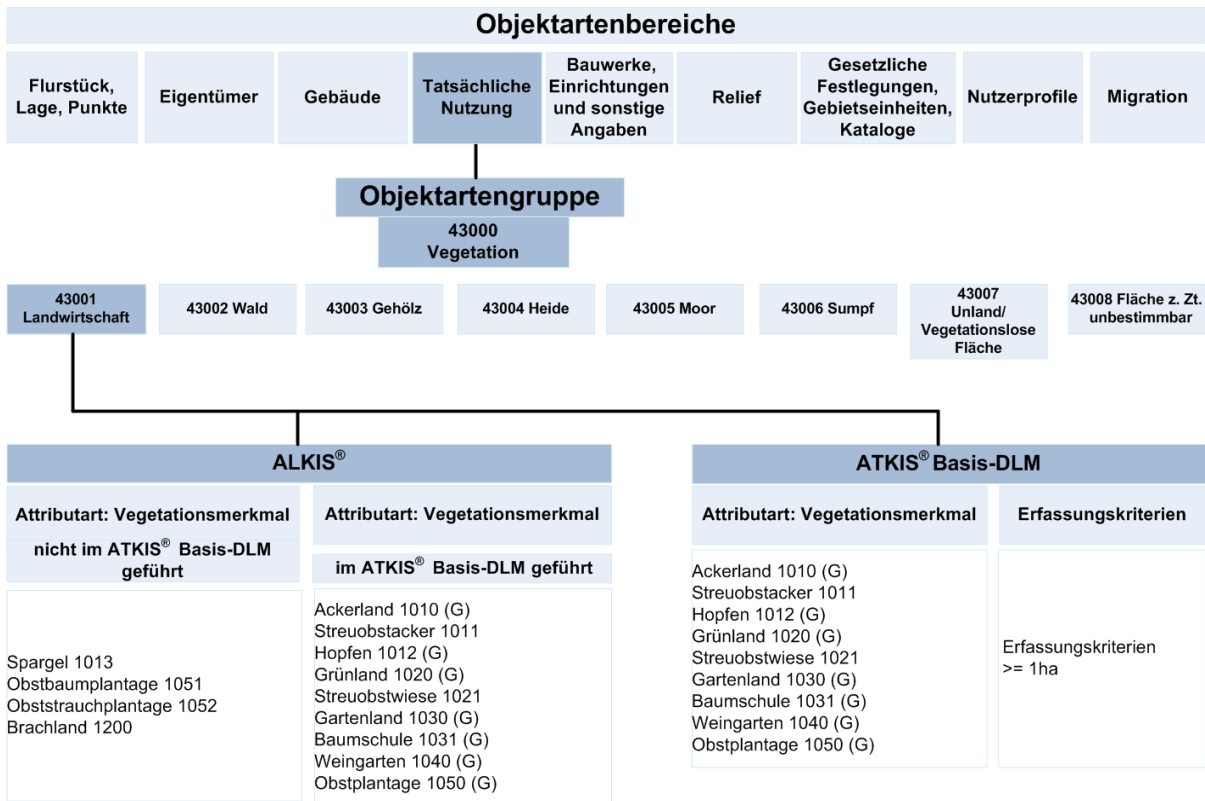 Objektartenbereiche
Flurstück,
Lage, Punkte
Eigentümer
Gebäude
Tatsächliche
Nutzung
Bauwerke,
Einrichtungen
und sonstige
Angaben
Relief
Gesetzliche
Festlegungen,
Gebietseinheiten,
Kataloge
Nutzerprofile
Migration
Objektartengruppe
43000
Vegetation
43001
Landwirtschaft
43002 Wald
43003 Gehölz
43004 Heide
43005 Moor
43006 Sumpf
43007
Unland/
Vegetationslose
Fläche
43008 Fläche z. Zt.
unbestimmbar
ALKIS®
Attributart: Vegetationsmerkmal
nicht im ATKIS® Basis-DLM
geführt
Spargel 1013
Obstbaumplantage 1051
Obststrauchplantage 1052
Brachland 1200
Attributart: Vegetationsmerkmal
im ATKIS® Basis-DLM geführt
Ackerland 1010 (G)
Streuobstacker 1011
Hopfen 1012 (G)
Grünland 1020 (G)
Streuobstwiese 1021
Gartenland 1030 (G)
Baumschule 1031 (G)
Weingarten 1040 (G)
Obstplantage 1050 (G)
ATKIS® Basis-DLM
Attributart: Vegetationsmerkmal
Ackerland 1010 (G)
Streuobstacker 1011
Hopfen 1012 (G)
Grünland 1020 (G)
Streuobstwiese 1021
Gartenland 1030 (G)
Baumschule 1031 (G)
Weingarten 1040 (G)
Obstplantage 1050 (G)
Erfassungskriterien
Erfassungskriterien
>= 1ha